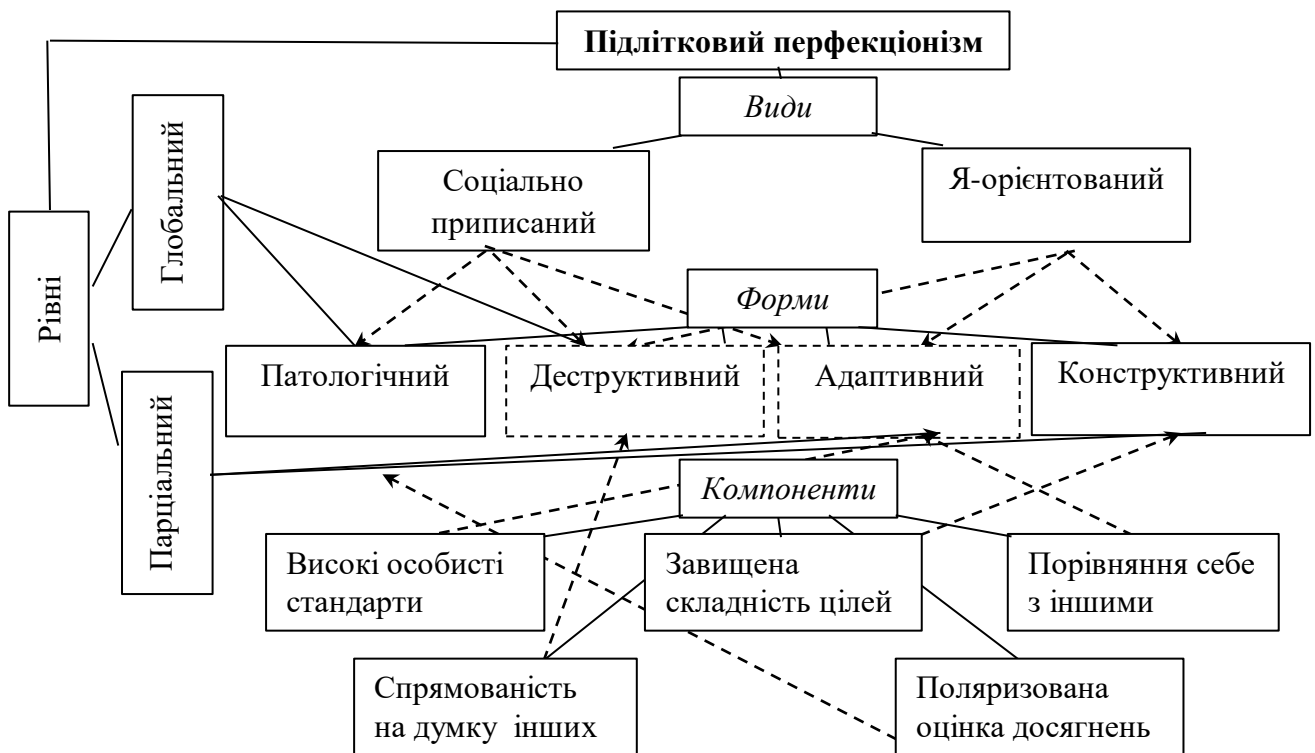 Підлітковий перфекціонізм
Види
Глобальний
Соціально
приписаний
Я-орієнтований
Рівні
Форми
Патологічний
Деструктивний
Адаптивний
Конструктивний
Парціальний
Компоненти
Високі особисті
стандарти
Завищена
складність цілей
Порівняння себе
з іншими
Спрямованість
на думку інших
Поляризована
оцінка досягнень